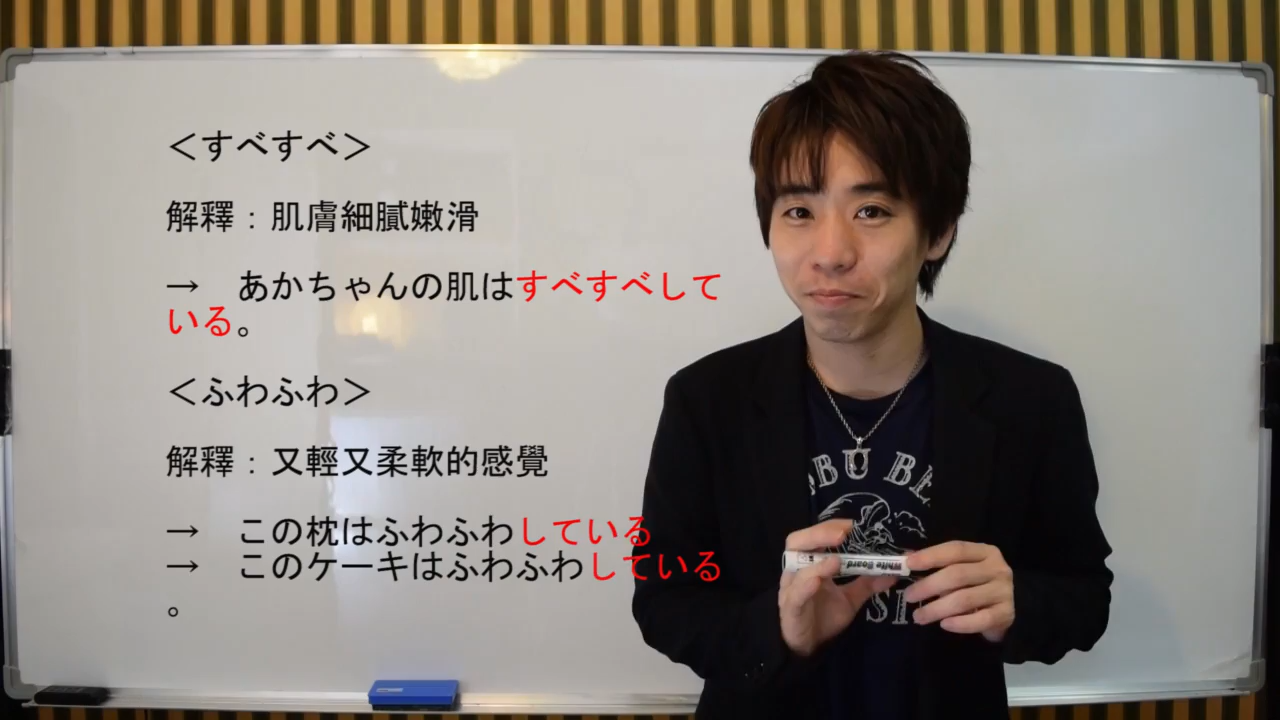 ＜すべすべ＞
解釋：肌膚細膩嫩滑
→　あかちゃんの肌はすべすべして
いる。
＜ふわふわ＞
解釋：又輕又柔軟的感覺
→　この枕はふわふわしている
→　このケーキはふわふわしている
。
White Board